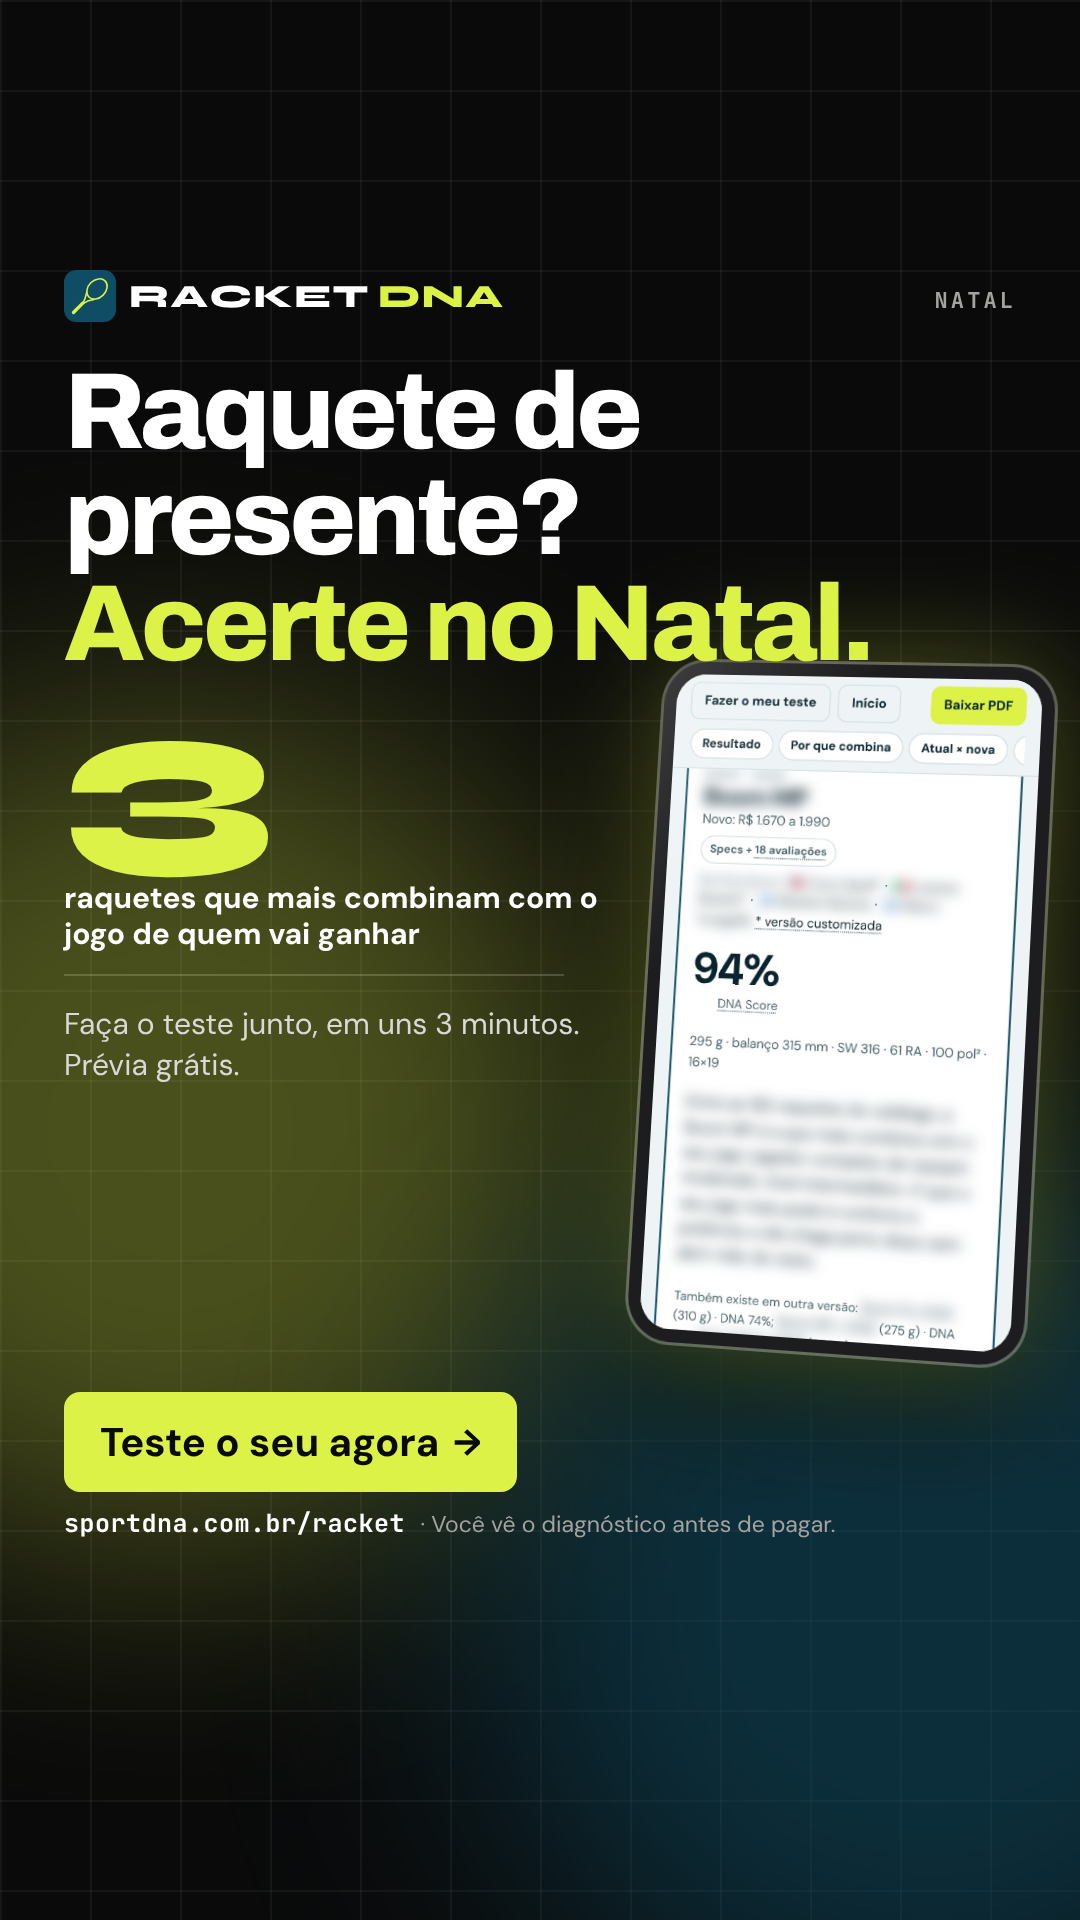 RACKET DNA
NATAL
Raquete de
presente?
Acerte no Natal.
3
raquetes que mais combinam com o
jogo de quem vai ganhar
Faça o teste junto, em uns 3 minutos.
Prévia grátis.
Fazer o meu teste
Início
Baixar PDF
Resultado
Por que combina
Atual × nova
Novo: R$ 1.670 a 1.990
Specs + 18 avaliações
* versão customizada
94%
DNA Score
295 g · balanço 315 mm · SW 316 · 61 RA · 100 pol² ·
16×19
Também existe em outra versão:
(310 g) · DNA 74%; (275 g) · DNA
Teste o seu agora →
sportdna.com.br/racket · Você vê o diagnóstico antes de pagar.